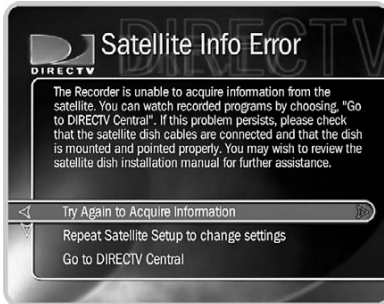 DIRECTV
Satellite Info Error
DIRECTV
The Recorder is unable to acquire information from the
satellite. You can watch recorded programs by choosing, "Go
to DIRECTV Central". If this problem persists, please check
that the satellite dish cables are connected and that the dish
is mounted and pointed properly. You may wish to review the
satellite dish installation manual for further assistance.
Try Again to Acquire Information
Repeat Satellite Setup to change settings
Go to DIRECTV Central